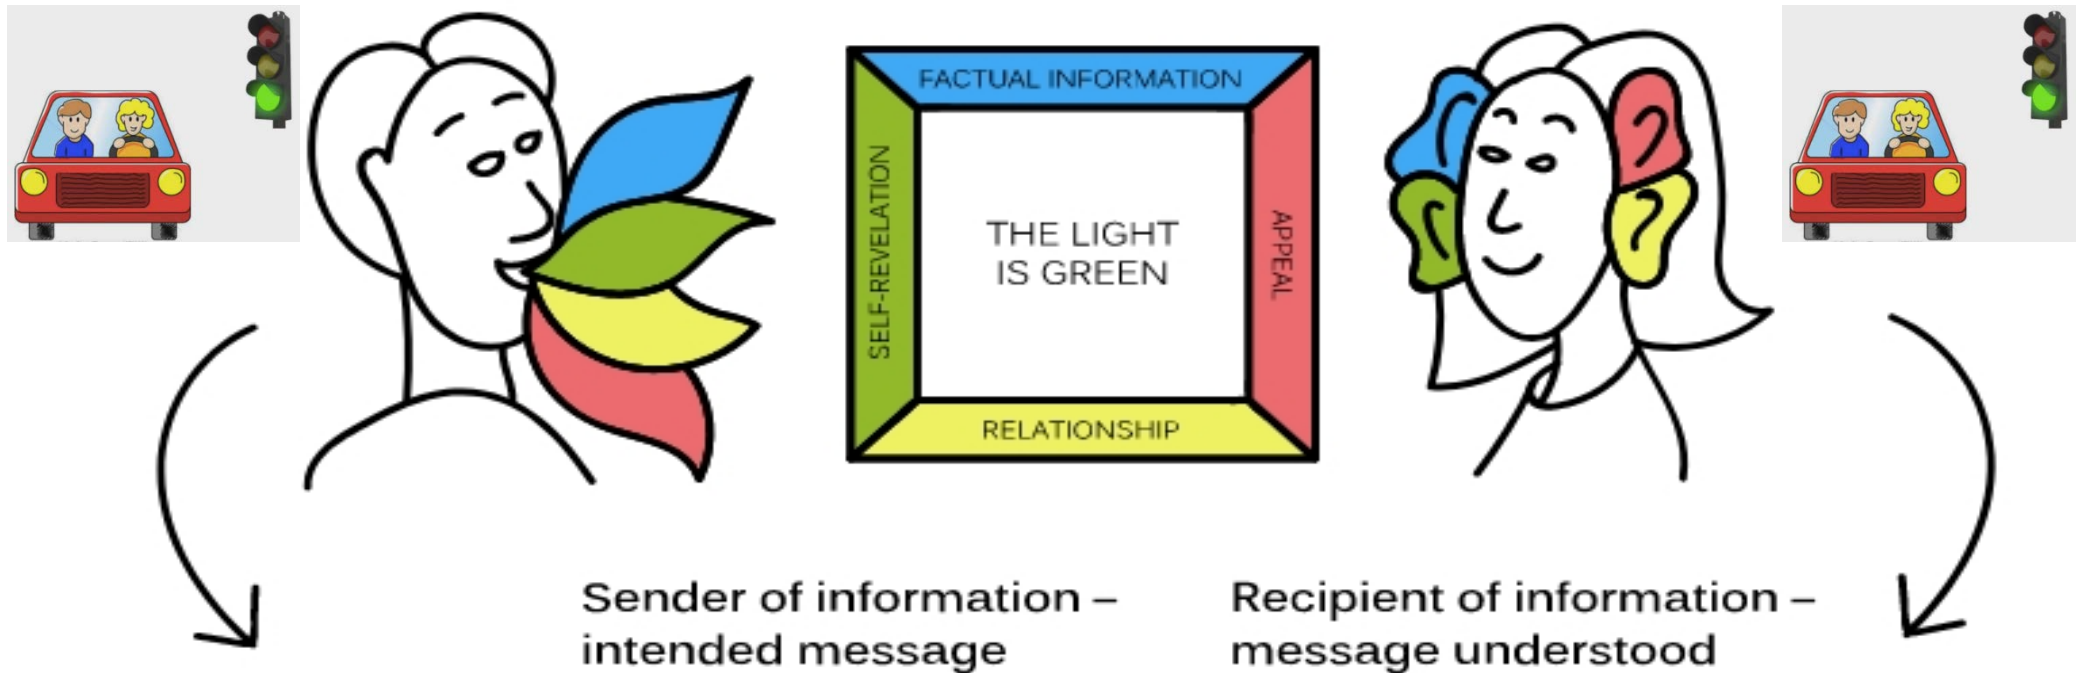 FACTUAL INFORMATION
SELF-REVELATION
THE LIGHT
IS GREEN
APPEAL
RELATIONSHIP
Sender of information –
intended message
Recipient of information –
message understood